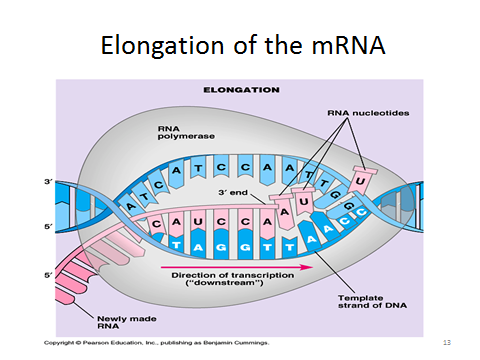 Elongation of the mRNA
ELONGATION
RNA nucleotides
RNA
polymerase
A T C A T C C A A T T G G
U
3'
3' end
5'
C A U C C A A U
T A G G T T A A C C
5'
Direction of transcription
("downstream")
Template
strand of DNA
Newly made
RNA
Copyright © Pearson Education, Inc., publishing as Benjamin Cummings.
13